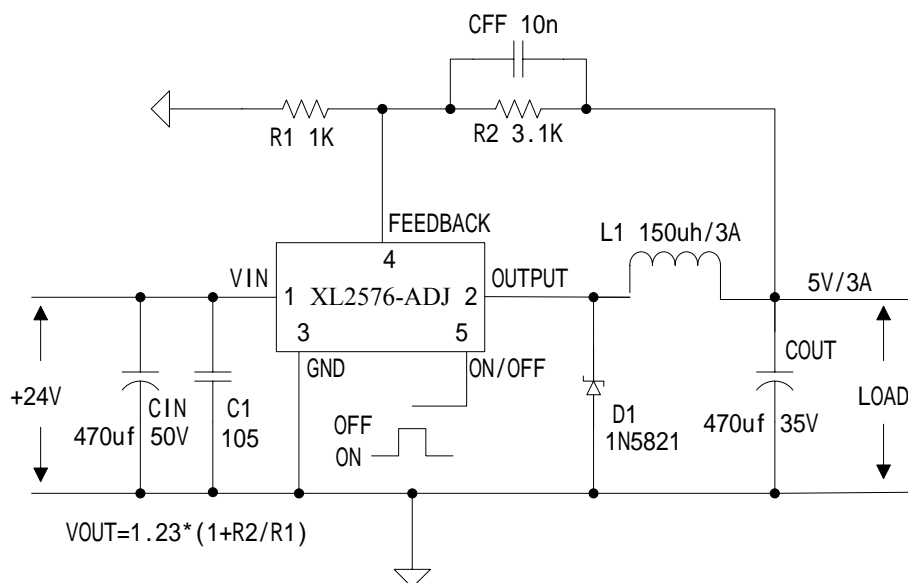 CFF 10n
R1 1K
R2 3.1K
FEEDBACK
L1 150uh/3A
4
VIN
OUTPUT
5V/3A
1 XL2576-ADJ 2
3
5
GND
ON/OFF
COUT
+24V
CIN
C1
D1
LOAD
470uf 50V
105
OFF
1N5821
470uf 35V
ON
VOUT=1.23*(1+R2/R1)